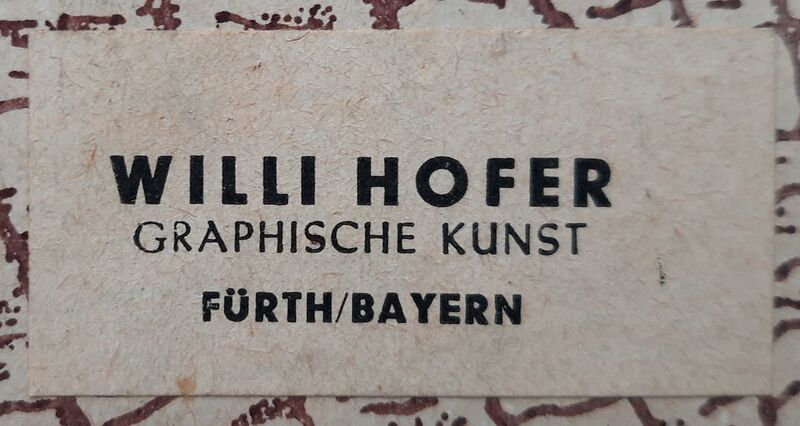 WILLI HOFER
GRAPHISCHE KUNST
FÜRTH/BAYERN